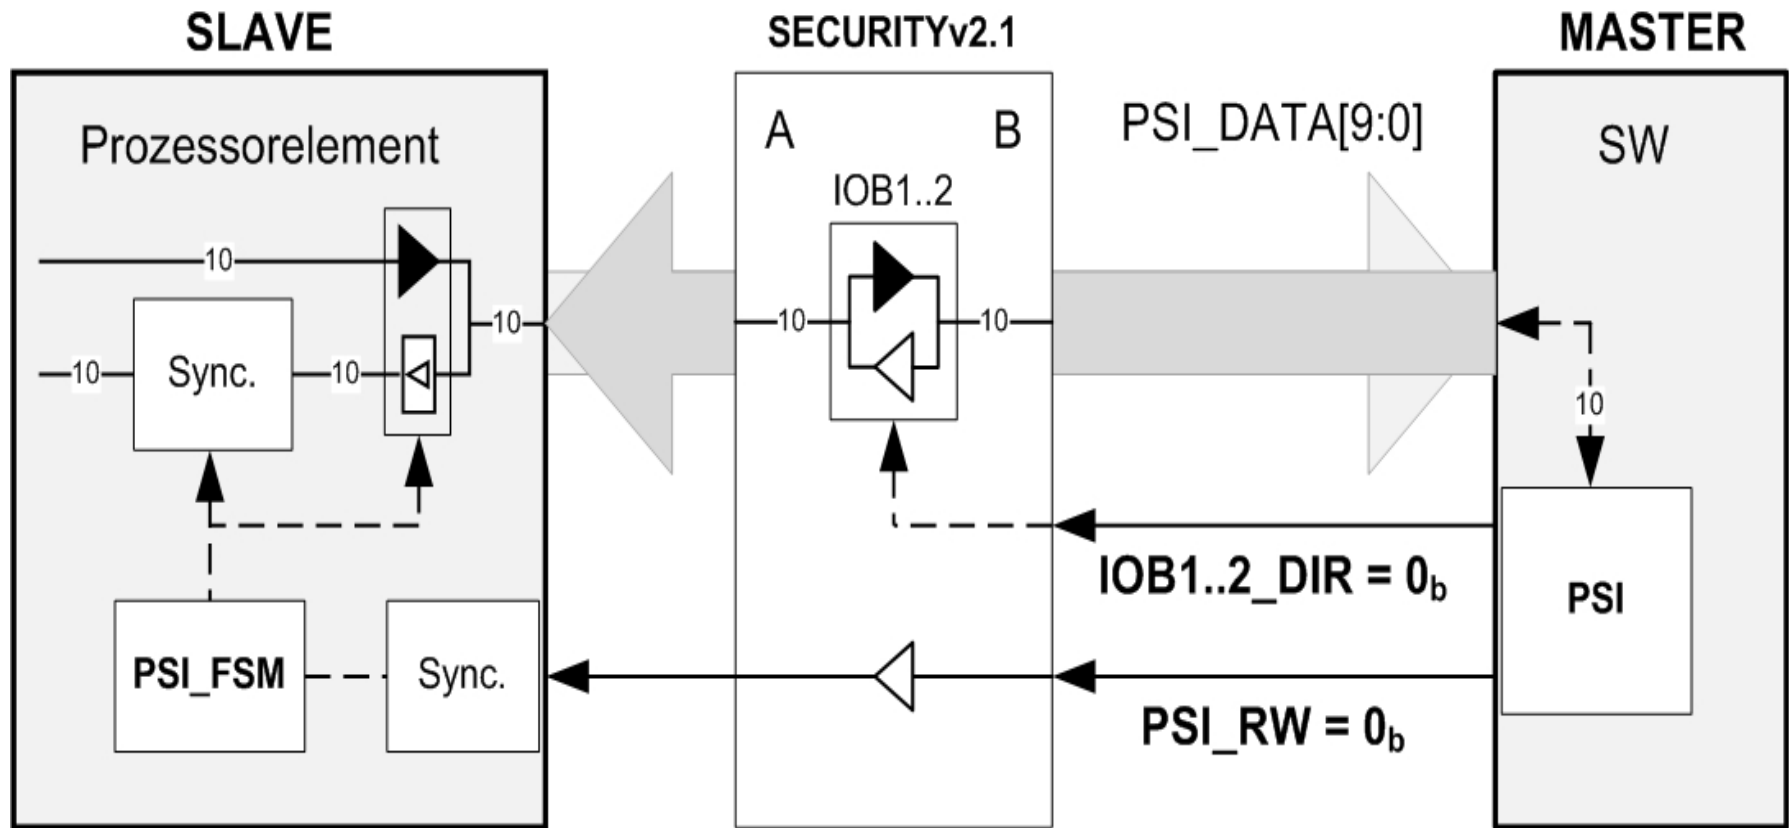 SLAVE
SECURITYv2.1
MASTER
Prozessorelement
A
B
PSI_DATA[9:0]
SW
IOB1..2
10
10
10
10
10
Sync.
10
10
10
IOB1..2_DIR = 0b
PSI
PSI_FSM
Sync.
PSI_RW = 0b